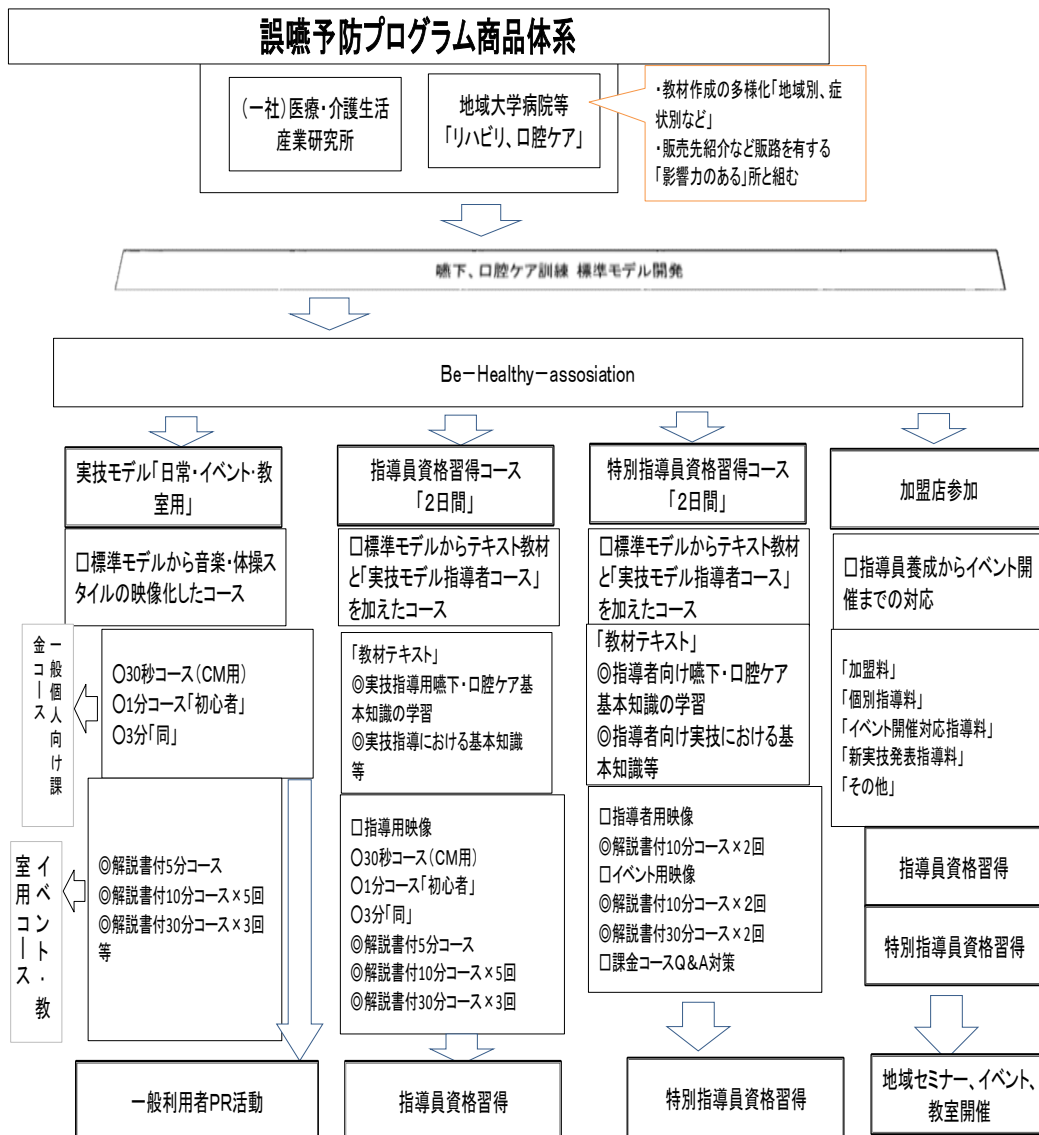 誤嚥予防プログラム商品体系
(一社)医療・介護生活
産業研究所
地域大学病院等
「リハビリ、口腔ケア」
・教材作成の多様化「地域別、症
状別など」
・販売先紹介など販路を有する
「影響力のある」所と組む
嚥下、口腔ケア訓練 標準モデル開発
Be－Healthy－assosiation
実技モデル「日常・イベント・教
室用」
□標準モデルから音楽・体操ス
タイルの映像化したコース
一般個人向け課
金コース
〇30秒コース(CM用)
〇1分コース「初心者」
〇3分「同」
イベント・教
室用コース
◎解説書付5分コース
◎解説書付10分コース×5回
◎解説書付30分コース×3回
等
一般利用者PR活動
指導員資格習得コース
「2日間」
□標準モデルからテキスト教材
と「実技モデル指導者コース」
を加えたコース
「教材テキスト」
◎実技指導用嚥下・口腔ケア基
本知識の学習
◎実技指導における基本知識
等
□指導用映像
〇30秒コース(CM用)
〇1分コース「初心者」
〇3分「同」
◎解説書付5分コース
◎解説書付10分コース×5回
◎解説書付30分コース×3回
指導員資格習得
特別指導員資格習得コース
「2日間」
□標準モデルからテキスト教材
と「実技モデル指導者コース」
を加えたコース
「教材テキスト」
◎指導者向け嚥下・口腔ケア
基本知識の学習
◎指導者向け実技における基
本知識等
□指導者用映像
◎解説書付10分コース×2回
□イベント用映像
◎解説書付10分コース×2回
◎解説書付30分コース×2回
□課金コースQ&A対策
特別指導員資格習得
加盟店参加
□指導員養成からイベント開
催までの対応
「加盟料」
「個別指導料」
「イベント開催対応指導料」
「新実技発表指導料」
「その他」
指導員資格習得
特別指導員資格習得
地域セミナー、イベント、
教室開催